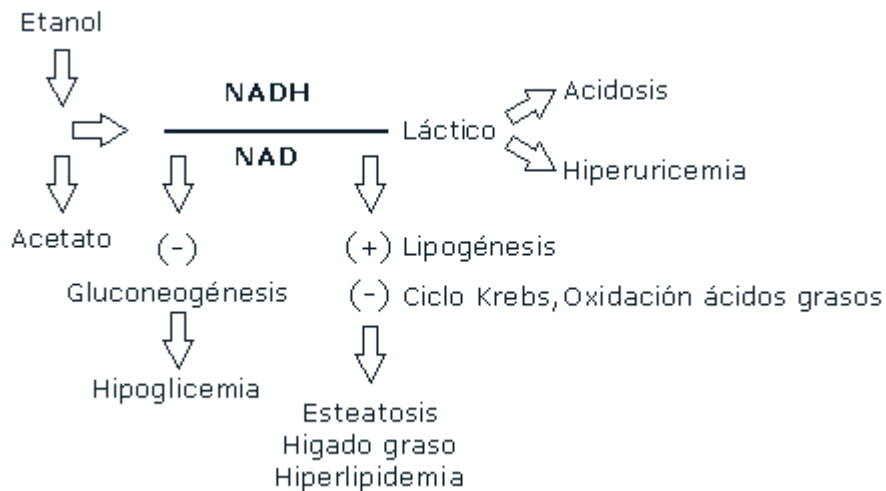 Etanol
NADH
NAD
Láctico
Acidosis
Hiperuricemia
Acetato
(-)
Gluconeogénesis
Hipoglicemia
(+) Lipogénesis
(-) Ciclo Krebs, Oxidación ácidos grasos
Esteatosis
Higado graso
Hiperlipidemia